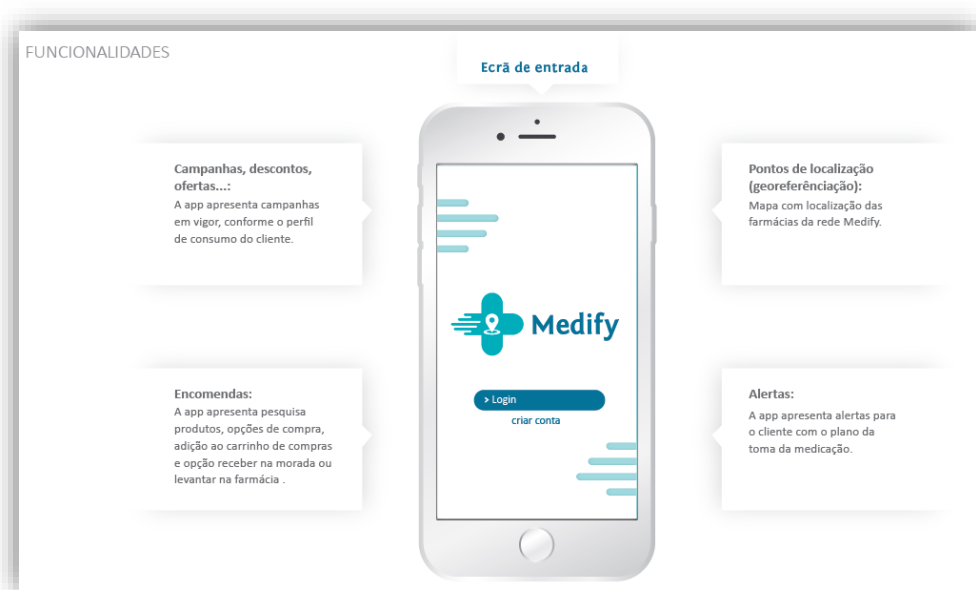 FUNCIONALIDADES
Ecrã de entrada
Campanhas, descontos,
ofertas...:
A app apresenta campanhas
em vigor, conforme o perfil
de consumo do cliente.
Pontos de localização
(georeferênciação):
Mapa com localização das
farmácias da rede Medify.
Medify
> Login
criar conta
Encomendas:
A app apresenta pesquisa
produtos, opções de compra,
adição ao carrinho de compras
e opção receber na morada ou
levantar na farmácia .
Alertas:
A app apresenta alertas para
o cliente com o plano da
toma da medicação.